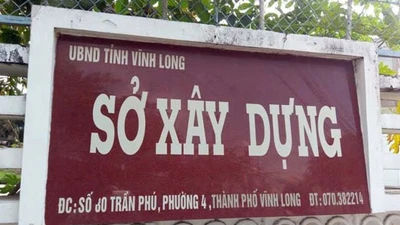 UBND TỈNH VĨNH LONG
SỞ XÂY DỰNG
ĐC: SỐ 80 TRẦN PHÚ, PHƯỜNG 4, THÀNH PHỐ VĨNH LONG ĐT: 070.382214